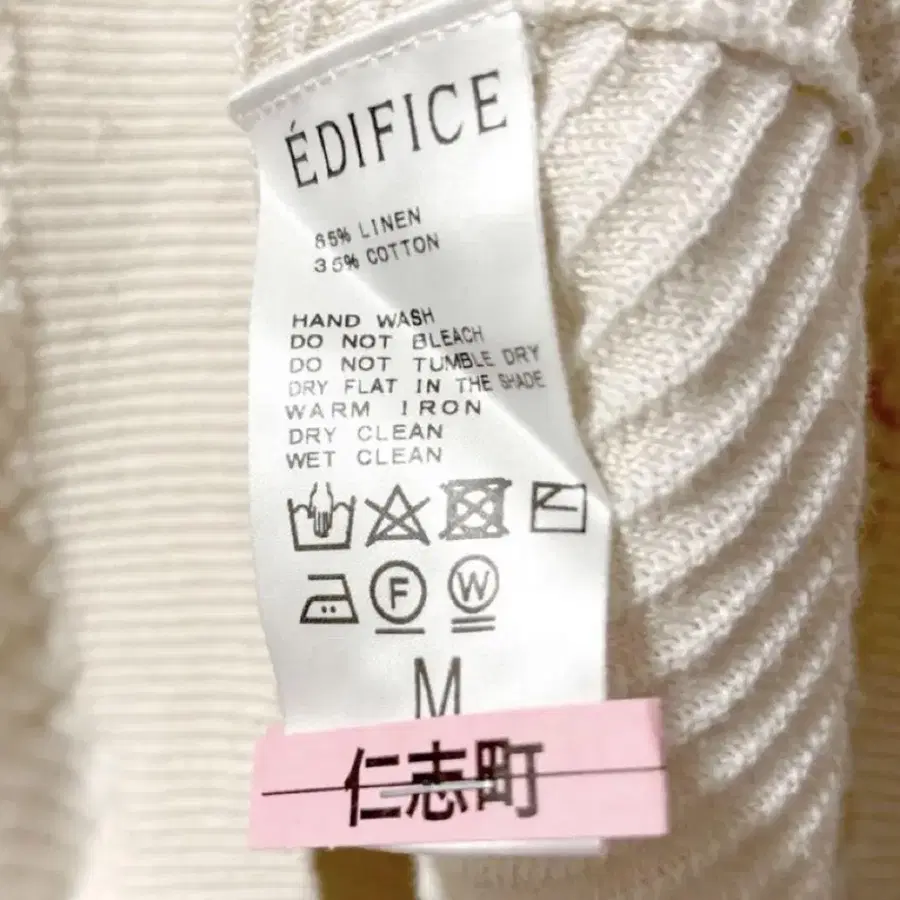 ÉDIFICE
65% LINEN
35% COTTON
HAND WASH
DO NOT BLEACH
DO NOT TUMBLE DRY
DRY FLAT IN THE SHADE
WARM IRON
DRY CLEAN
WET CLEAN
F W
M
仁志町